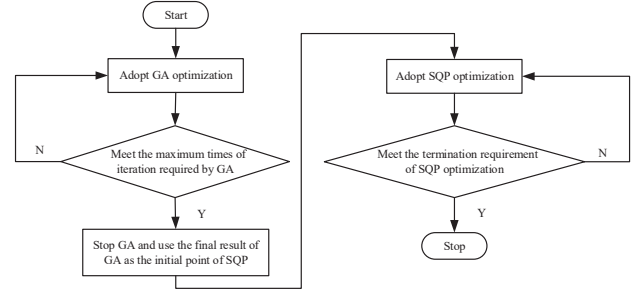 Start
Adopt GA optimization
N
Meet the maximum times of
iteration required by GA
Y
Stop GA and use the final result of
GA as the initial point of SQP
Adopt SQP optimization
Meet the termination requirement
of SQP optimization
N
Y
Stop